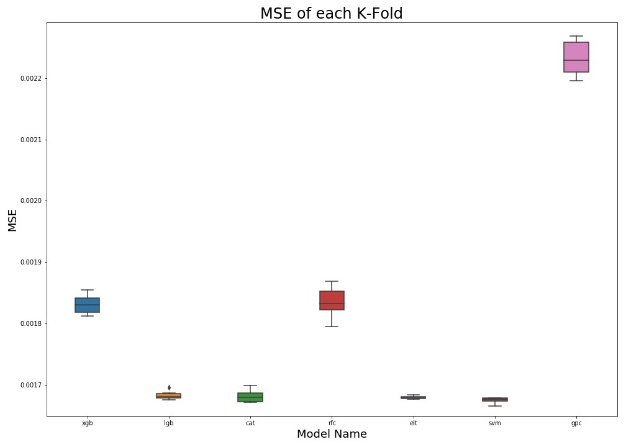 MSE of each K-Fold
MSE
0.0022
0.0021
0.0020
0.0019
0.0018
0.0017
xgb lgb cat rfc elt svm gpc
Model Name